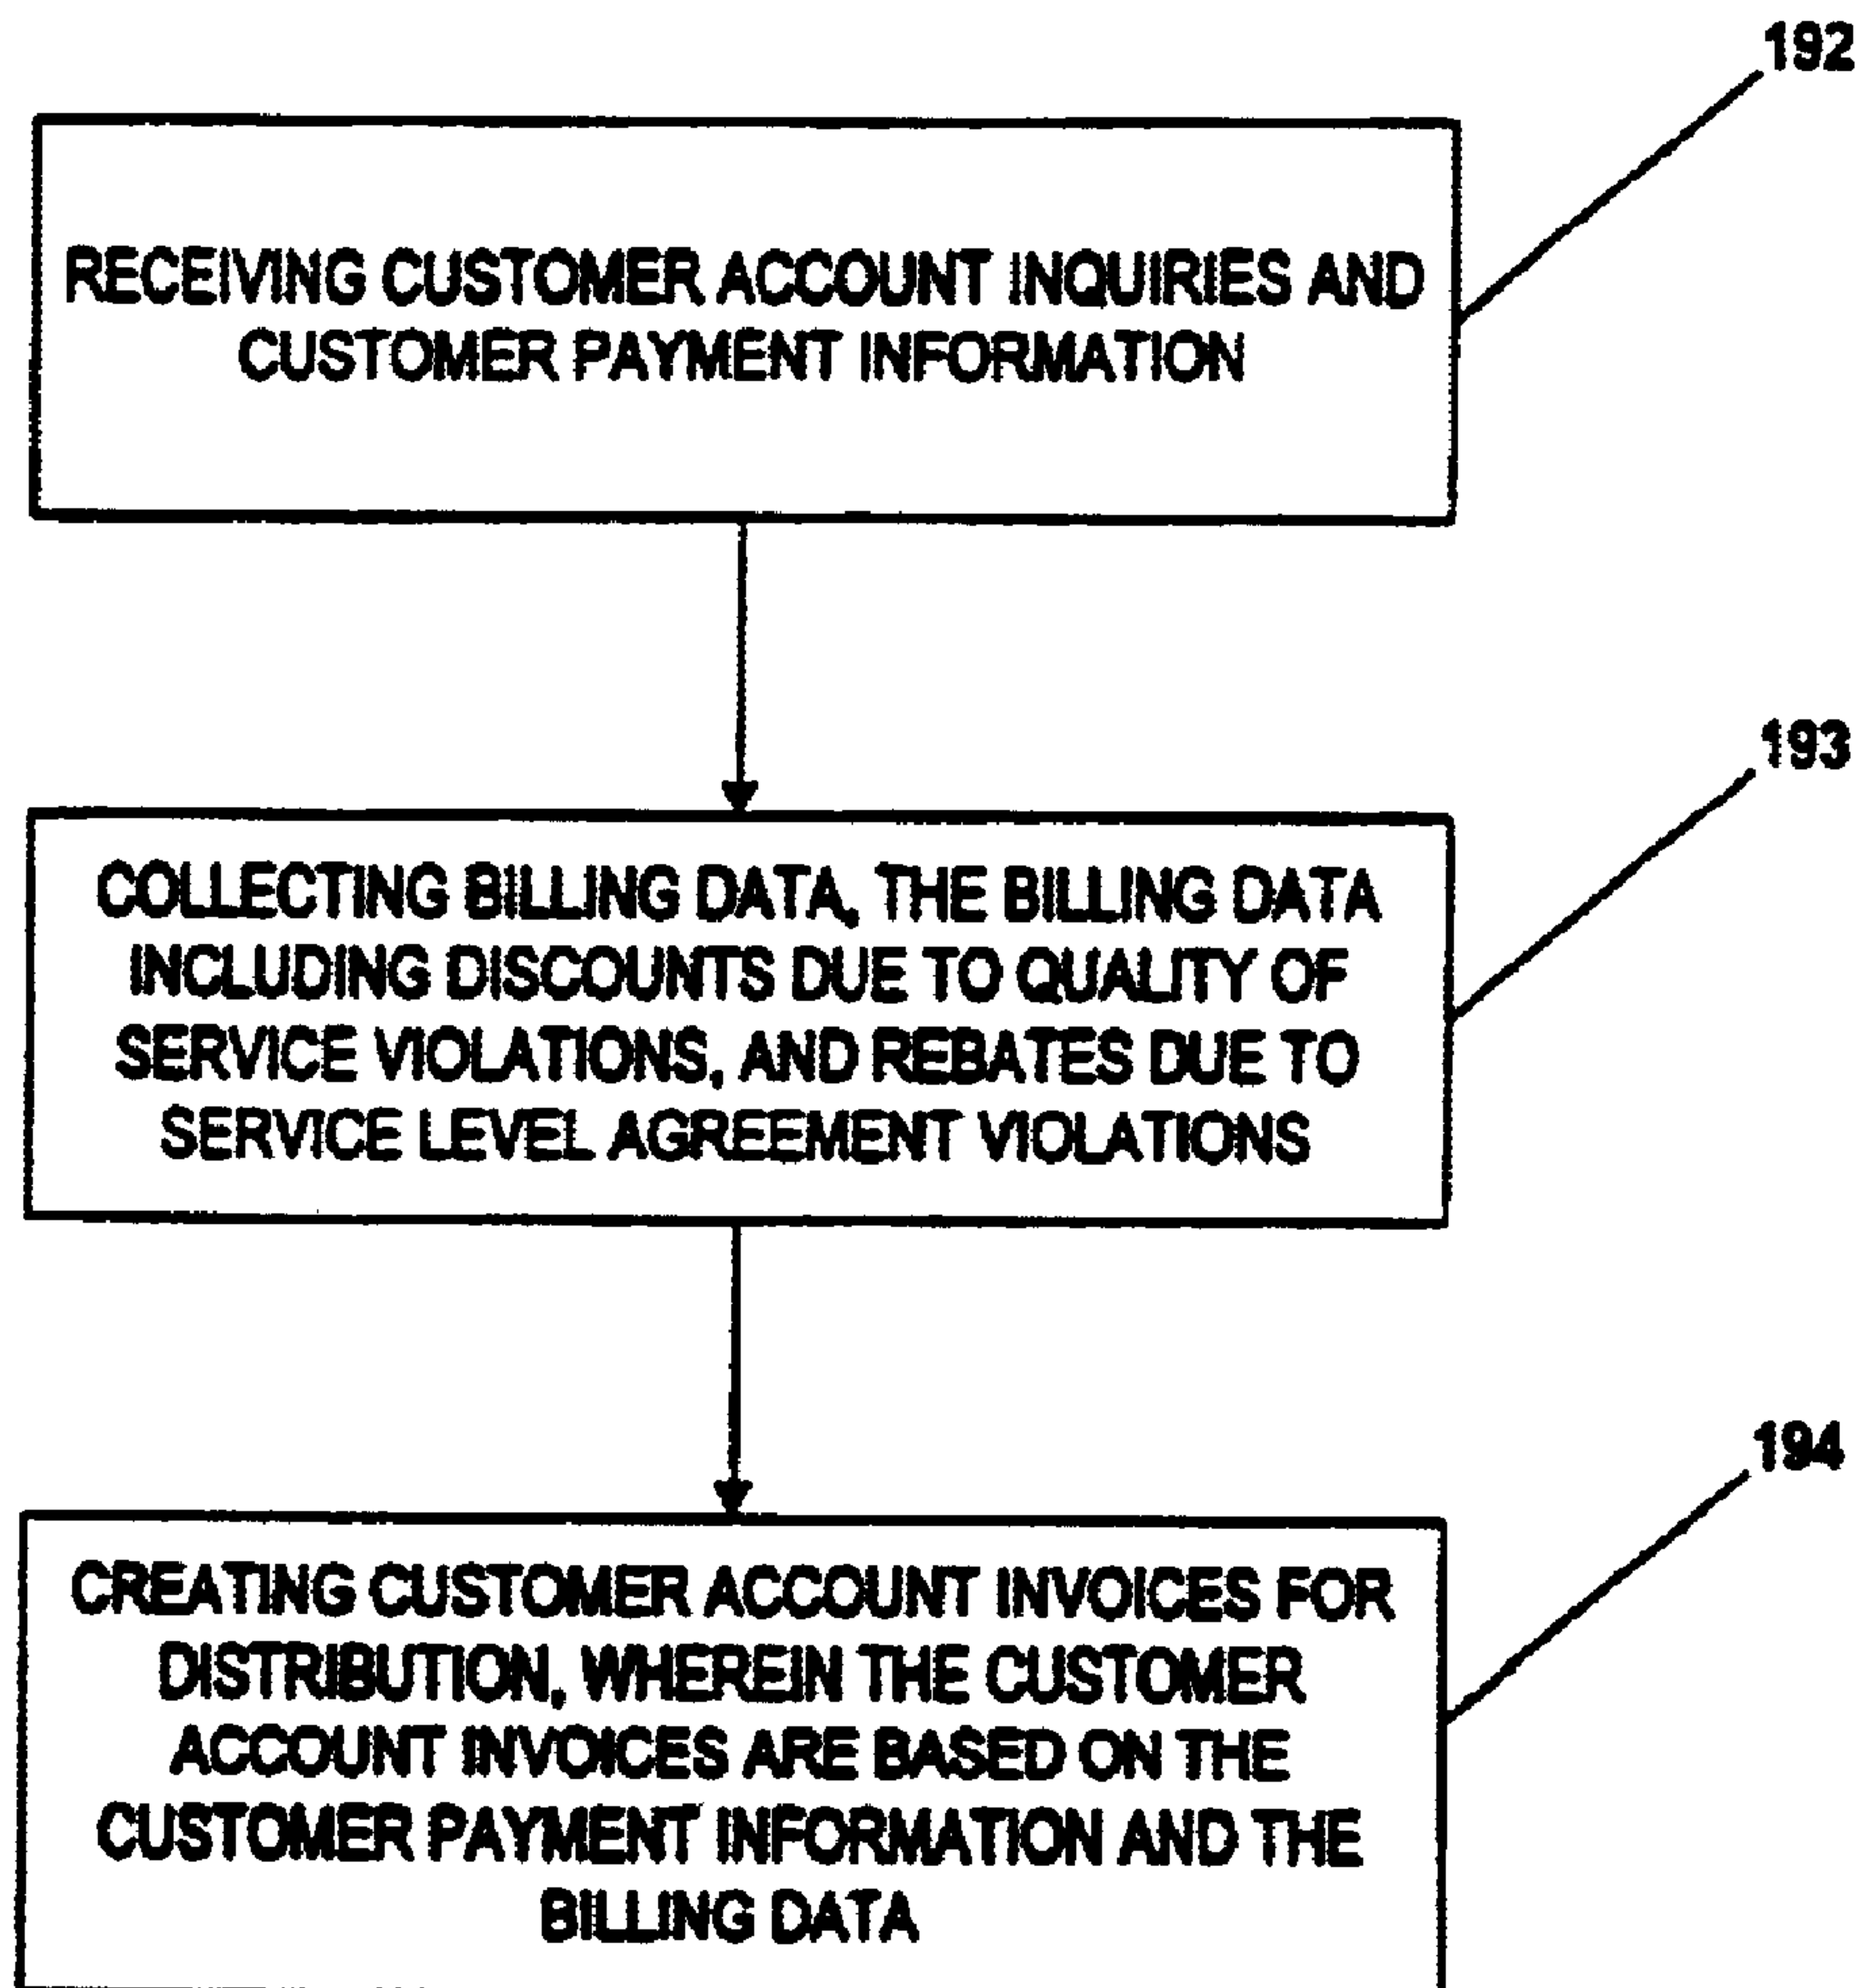 192
RECEIVING CUSTOMER ACCOUNT INQUIRIES AND
CUSTOMER PAYMENT INFORMATION
193
COLLECTING BILLING DATA, THE BILLING DATA
INCLUDING DISCOUNTS DUE TO QUALITY OF
SERVICE VIOLATIONS, AND REBATES DUE TO
SERVICE LEVEL AGREEMENT VIOLATIONS
194
CREATING CUSTOMER ACCOUNT INVOICES FOR
DISTRIBUTION, WHEREIN THE CUSTOMER
ACCOUNT INVOICES ARE BASED ON THE
CUSTOMER PAYMENT INFORMATION AND THE
BILLING DATA